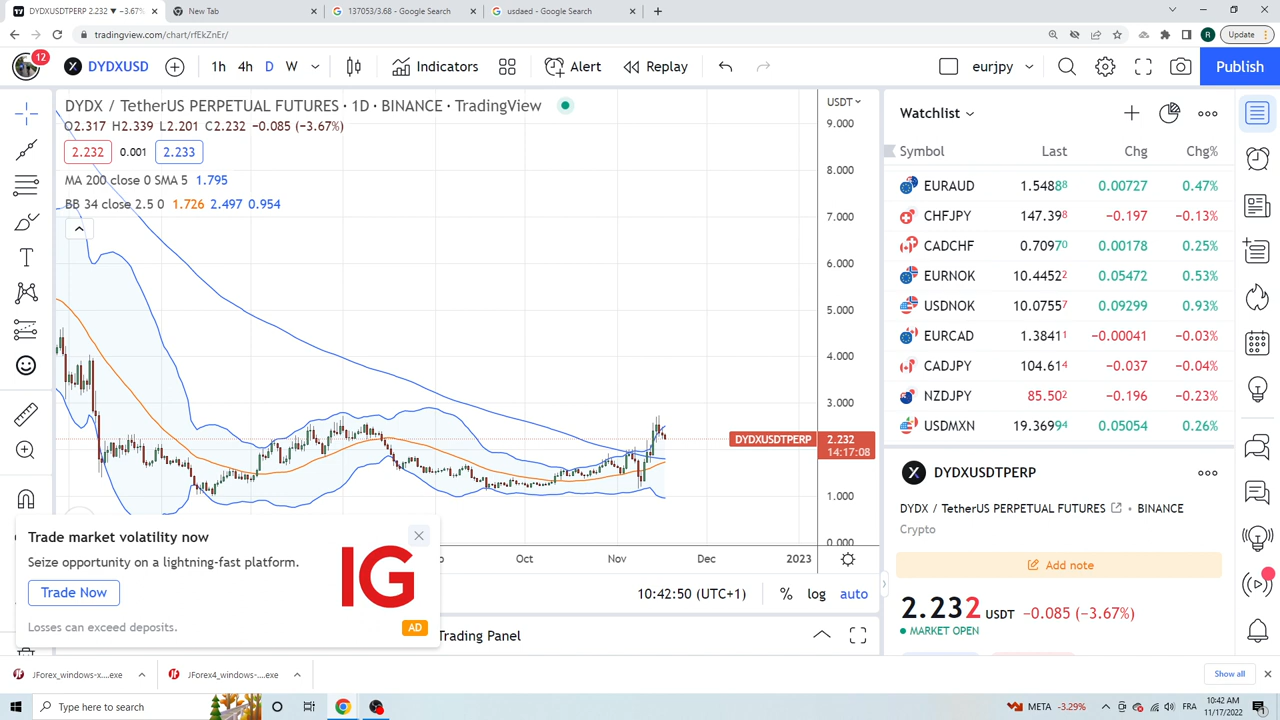 DYDXUSDTPERP 2.232 ▼ −3.67%
New Tab
137053/3.68 - Google Search
usdaed - Google Search
tradingview.com/chart/rfEkZnEr/
R
Update
12
DYDXUSD
1h 4h D W
Indicators
Alert
Replay
eurjpy
Publish
DYDX / TetherUS PERPETUAL FUTURES · 1D · BINANCE · TradingView
O2.317 H2.339 L2.201 C2.232 −0.085 (−3.67%)
2.232 0.001 2.233
MA 200 close 0 SMA 5 1.795
BB 34 close 2.5 0 1.726 2.497 0.954
USDT
9.000
8.000
7.000
6.000
5.000
4.000
3.000
DYDXUSDTPERP 2.232
14:17:08
1.000
0.000
Oct Nov Dec 2023
10:42:50 (UTC+1) % log auto
Trading Panel
Trade market volatility now
Seize opportunity on a lightning-fast platform.
Trade Now
IG
Losses can exceed deposits.
AD
Watchlist
Symbol Last Chg Chg%
EURAUD 1.54888 0.00727 0.47%
CHFJPY 147.398 −0.197 −0.13%
CADCHF 0.70970 0.00178 0.25%
EURNOK 10.44522 0.05472 0.53%
USDNOK 10.07557 0.09299 0.93%
EURCAD 1.38411 −0.00041 −0.03%
CADJPY 104.614 −0.037 −0.04%
NZDJPY 85.502 −0.196 −0.23%
USDMXN 19.36994 0.05054 0.26%
DYDXUSDTPERP
DYDX / TetherUS PERPETUAL FUTURES • BINANCE
Crypto
Add note
2.232 USDT −0.085 (−3.67%)
MARKET OPEN
JForex_windows-x....exe
JForex4_windows-....exe
Show all
Type here to search
META -3.29%
FRA
10:42 AM
11/17/2022
1